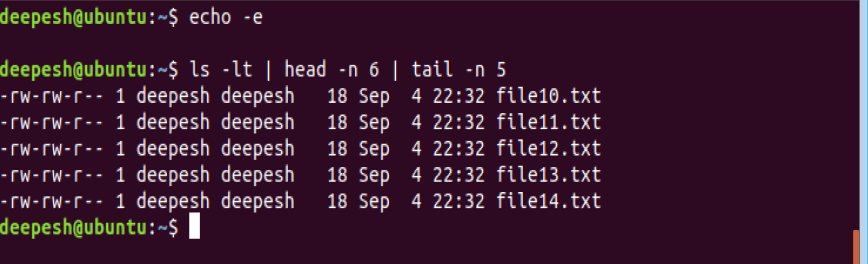 deepesh@ubuntu:~$ echo -e
deepesh@ubuntu:~$ ls -lt | head -n 6 | tail -n 5
-rw-rw-r-- 1 deepesh deepesh   18 Sep  4 22:32 file10.txt
-rw-rw-r-- 1 deepesh deepesh   18 Sep  4 22:32 file11.txt
-rw-rw-r-- 1 deepesh deepesh   18 Sep  4 22:32 file12.txt
-rw-rw-r-- 1 deepesh deepesh   18 Sep  4 22:32 file13.txt
-rw-rw-r-- 1 deepesh deepesh   18 Sep  4 22:32 file14.txt
deepesh@ubuntu:~$